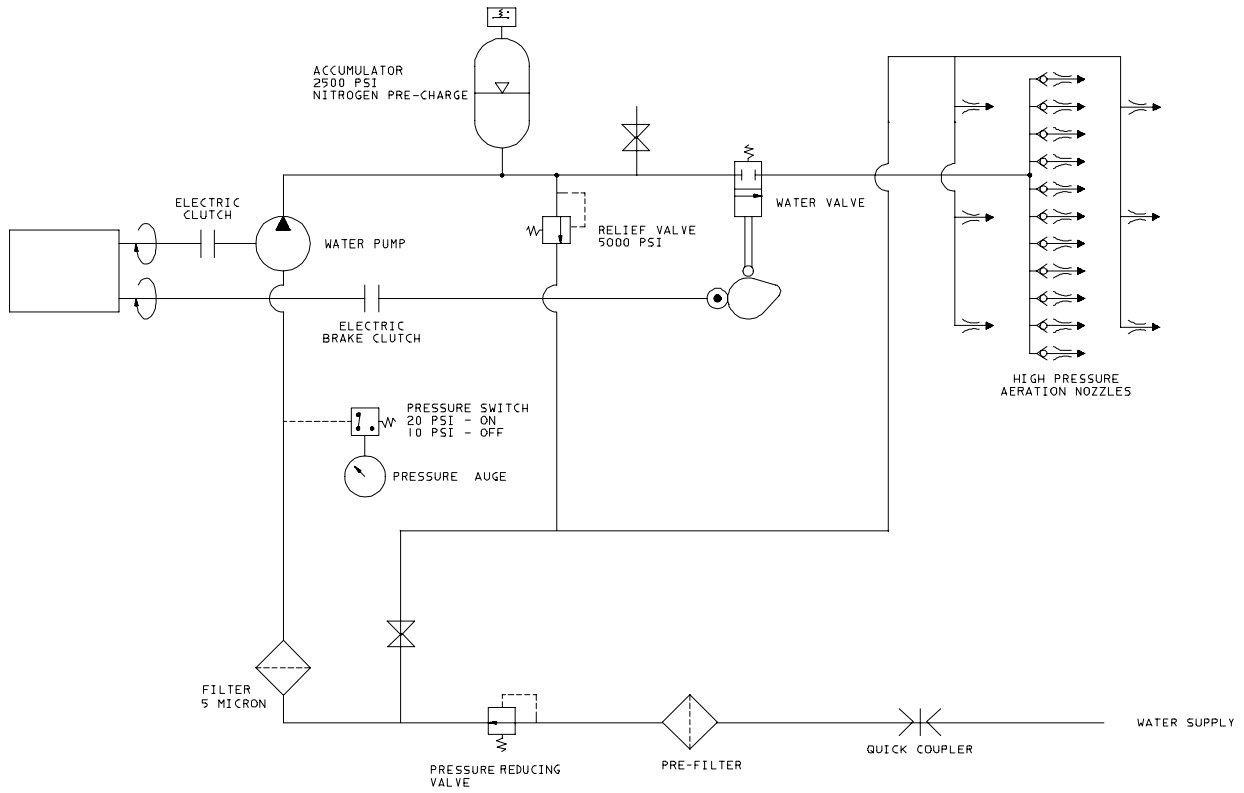 ACCUMULATOR
2500 PSI
NITROGEN PRE-CHARGE
ELECTRIC
CLUTCH
WATER PUMP
WATER VALVE
RELIEF VALVE
5000 PSI
ELECTRIC
BRAKE CLUTCH
HIGH PRESSURE
AERATION NOZZLES
PRESSURE SWITCH
20 PSI - ON
10 PSI - OFF
PRESSURE AUGE
FILTER
5 MICRON
WATER SUPPLY
QUICK COUPLER
PRE-FILTER
PRESSURE REDUCING
VALVE